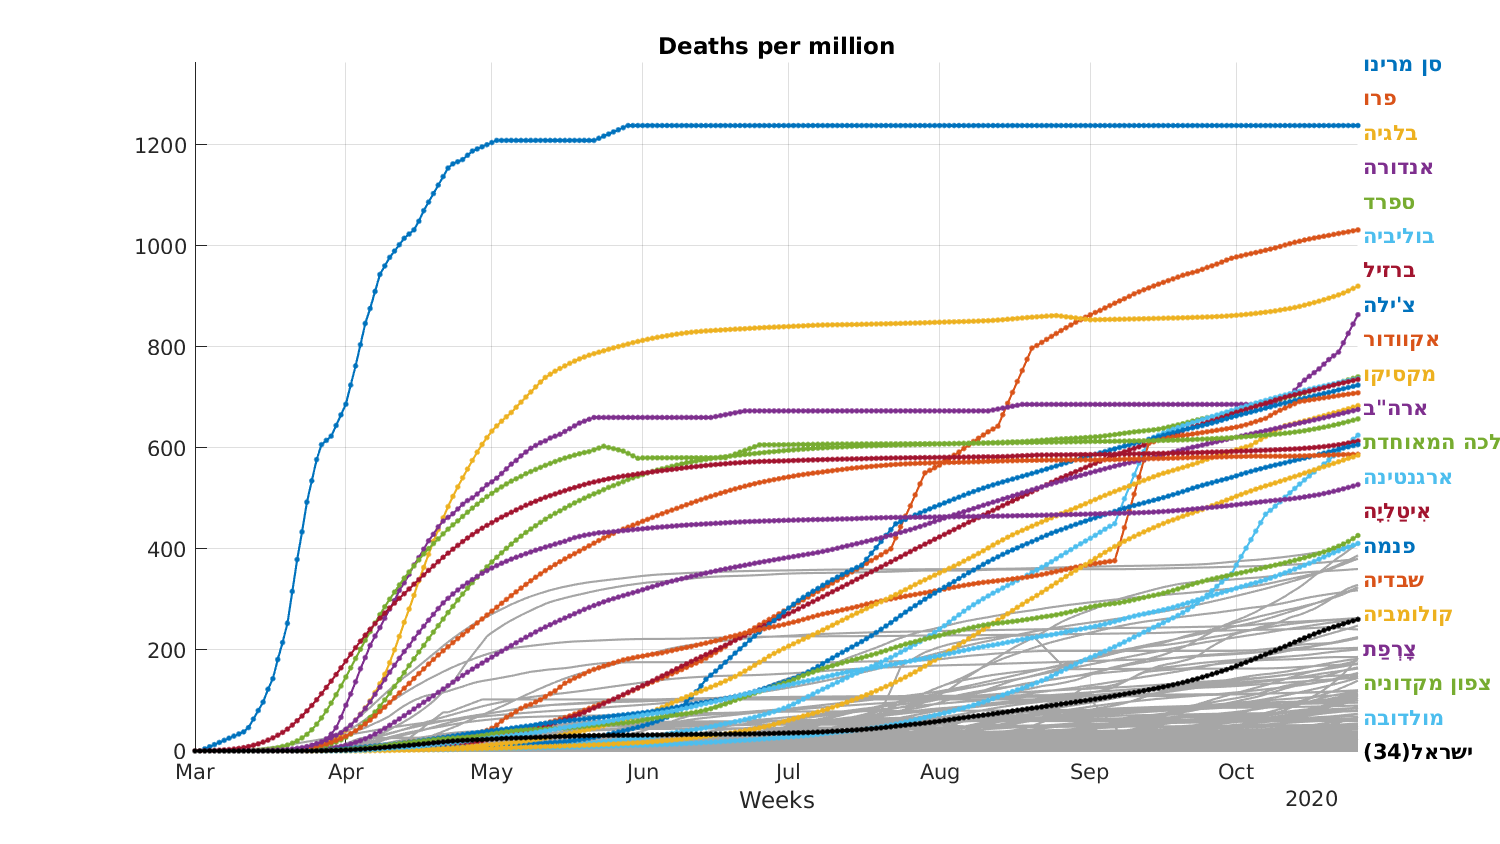 Deaths per million
סן מרינו
פרו
בלגיה
אנדורה
ספרד
בוליביה
ברזיל
צ'ילה
אקוודור
מקסיקו
ארה"ב
לכה המאוחדת
ארגנטינה
אִיטַלִיָה
פנמה
שבדיה
קולומביה
צָרְפַת
צפון מקדוניה
מולדובה
ישראל(34)
1200
1000
800
600
400
200
0
Mar Apr May Jun Jul Aug Sep Oct
Weeks
2020